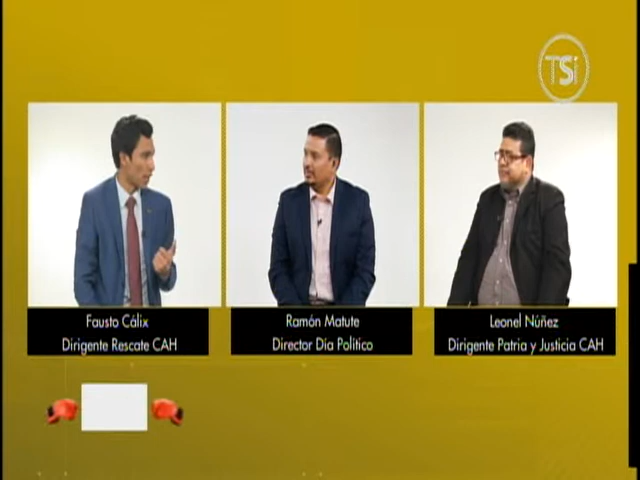 TSi
Fausto Cálix
Dirigente Rescate CAH
Ramón Matute
Director Día Político
Leonel Núñez
Dirigente Patria y Justicia CAH